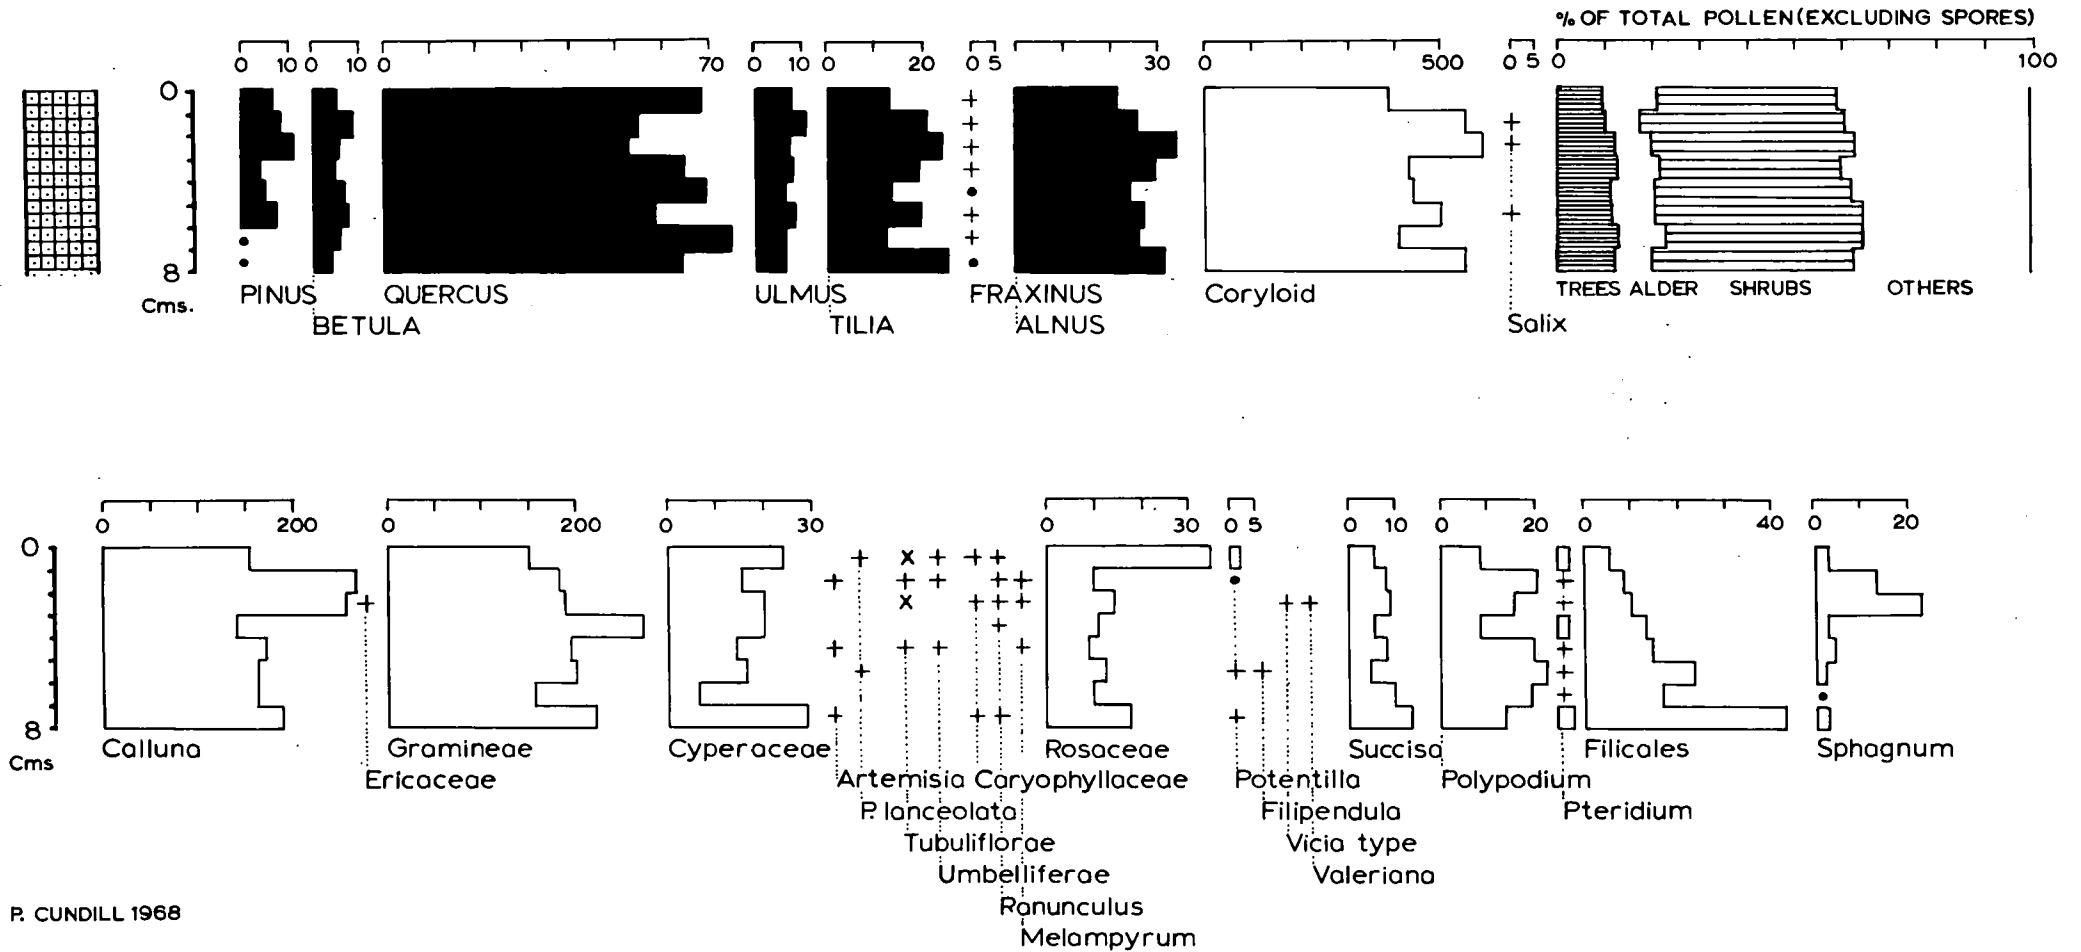 % OF TOTAL POLLEN (EXCLUDING SPORES)
0 10 0 10 0 70 0 10 0 20 0 5 30 0 500 0 5 0 100
0
8
Cms.
PINUS QUERCUS ULMUS FRAXINUS Coryloid TREES ALDER SHRUBS OTHERS
BETULA TILIA ALNUS Salix
0 200 0 200 0 30 0 30 0 5 0 10 0 20 0 40 0 20
0
8
Cms
Calluna Gramineae Cyperaceae Rosaceae Succisa Filicales Sphagnum
Ericaceae Artemisia Caryophyllaceae Potentilla Polypodium
P. lanceolata Filipendula Pteridium
Tubuliflorae Vicia type
Umbelliferae Valeriana
Ranunculus
Melampyrum
P. CUNDILL 1968